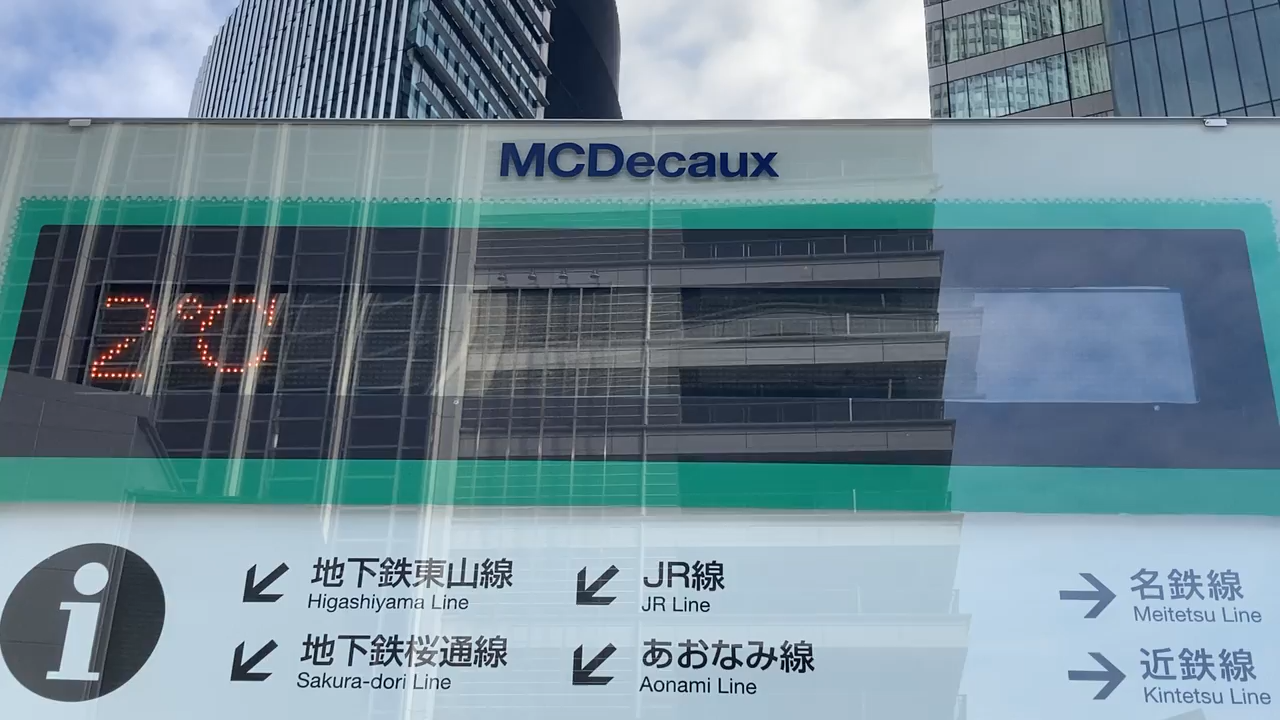 MCDecaux
2℃
地下鉄東山線
Higashiyama Line
JR線
JR Line
名鉄線
Meitetsu Line
地下鉄桜通線
Sakura-dori Line
あおなみ線
Aonami Line
近鉄線
Kintetsu Line